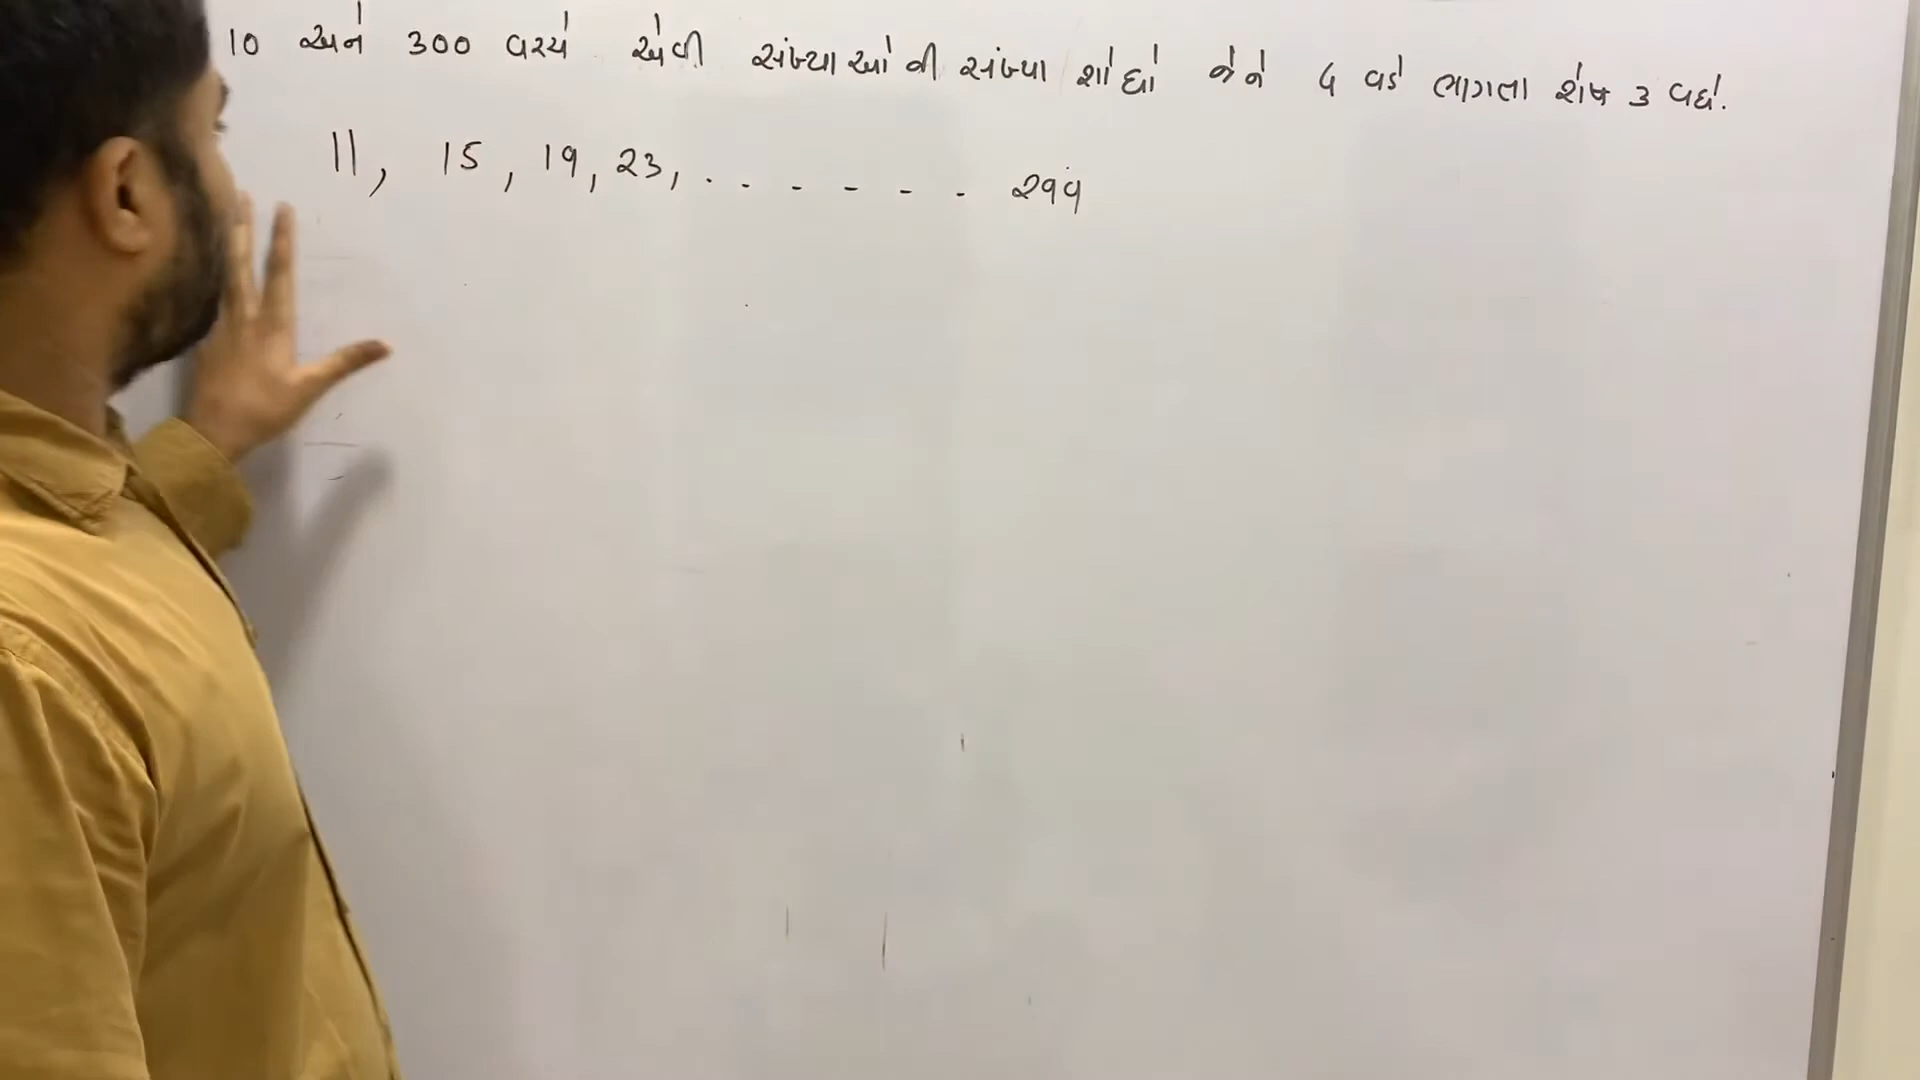 10 અને 300 વચ્ચે એવી સંખ્યાઓની સંખ્યા શોધો જેને 4 વડે ભાગતા શેષ 3 વધે.
11, 15, 19, 23, . - - - - - 299